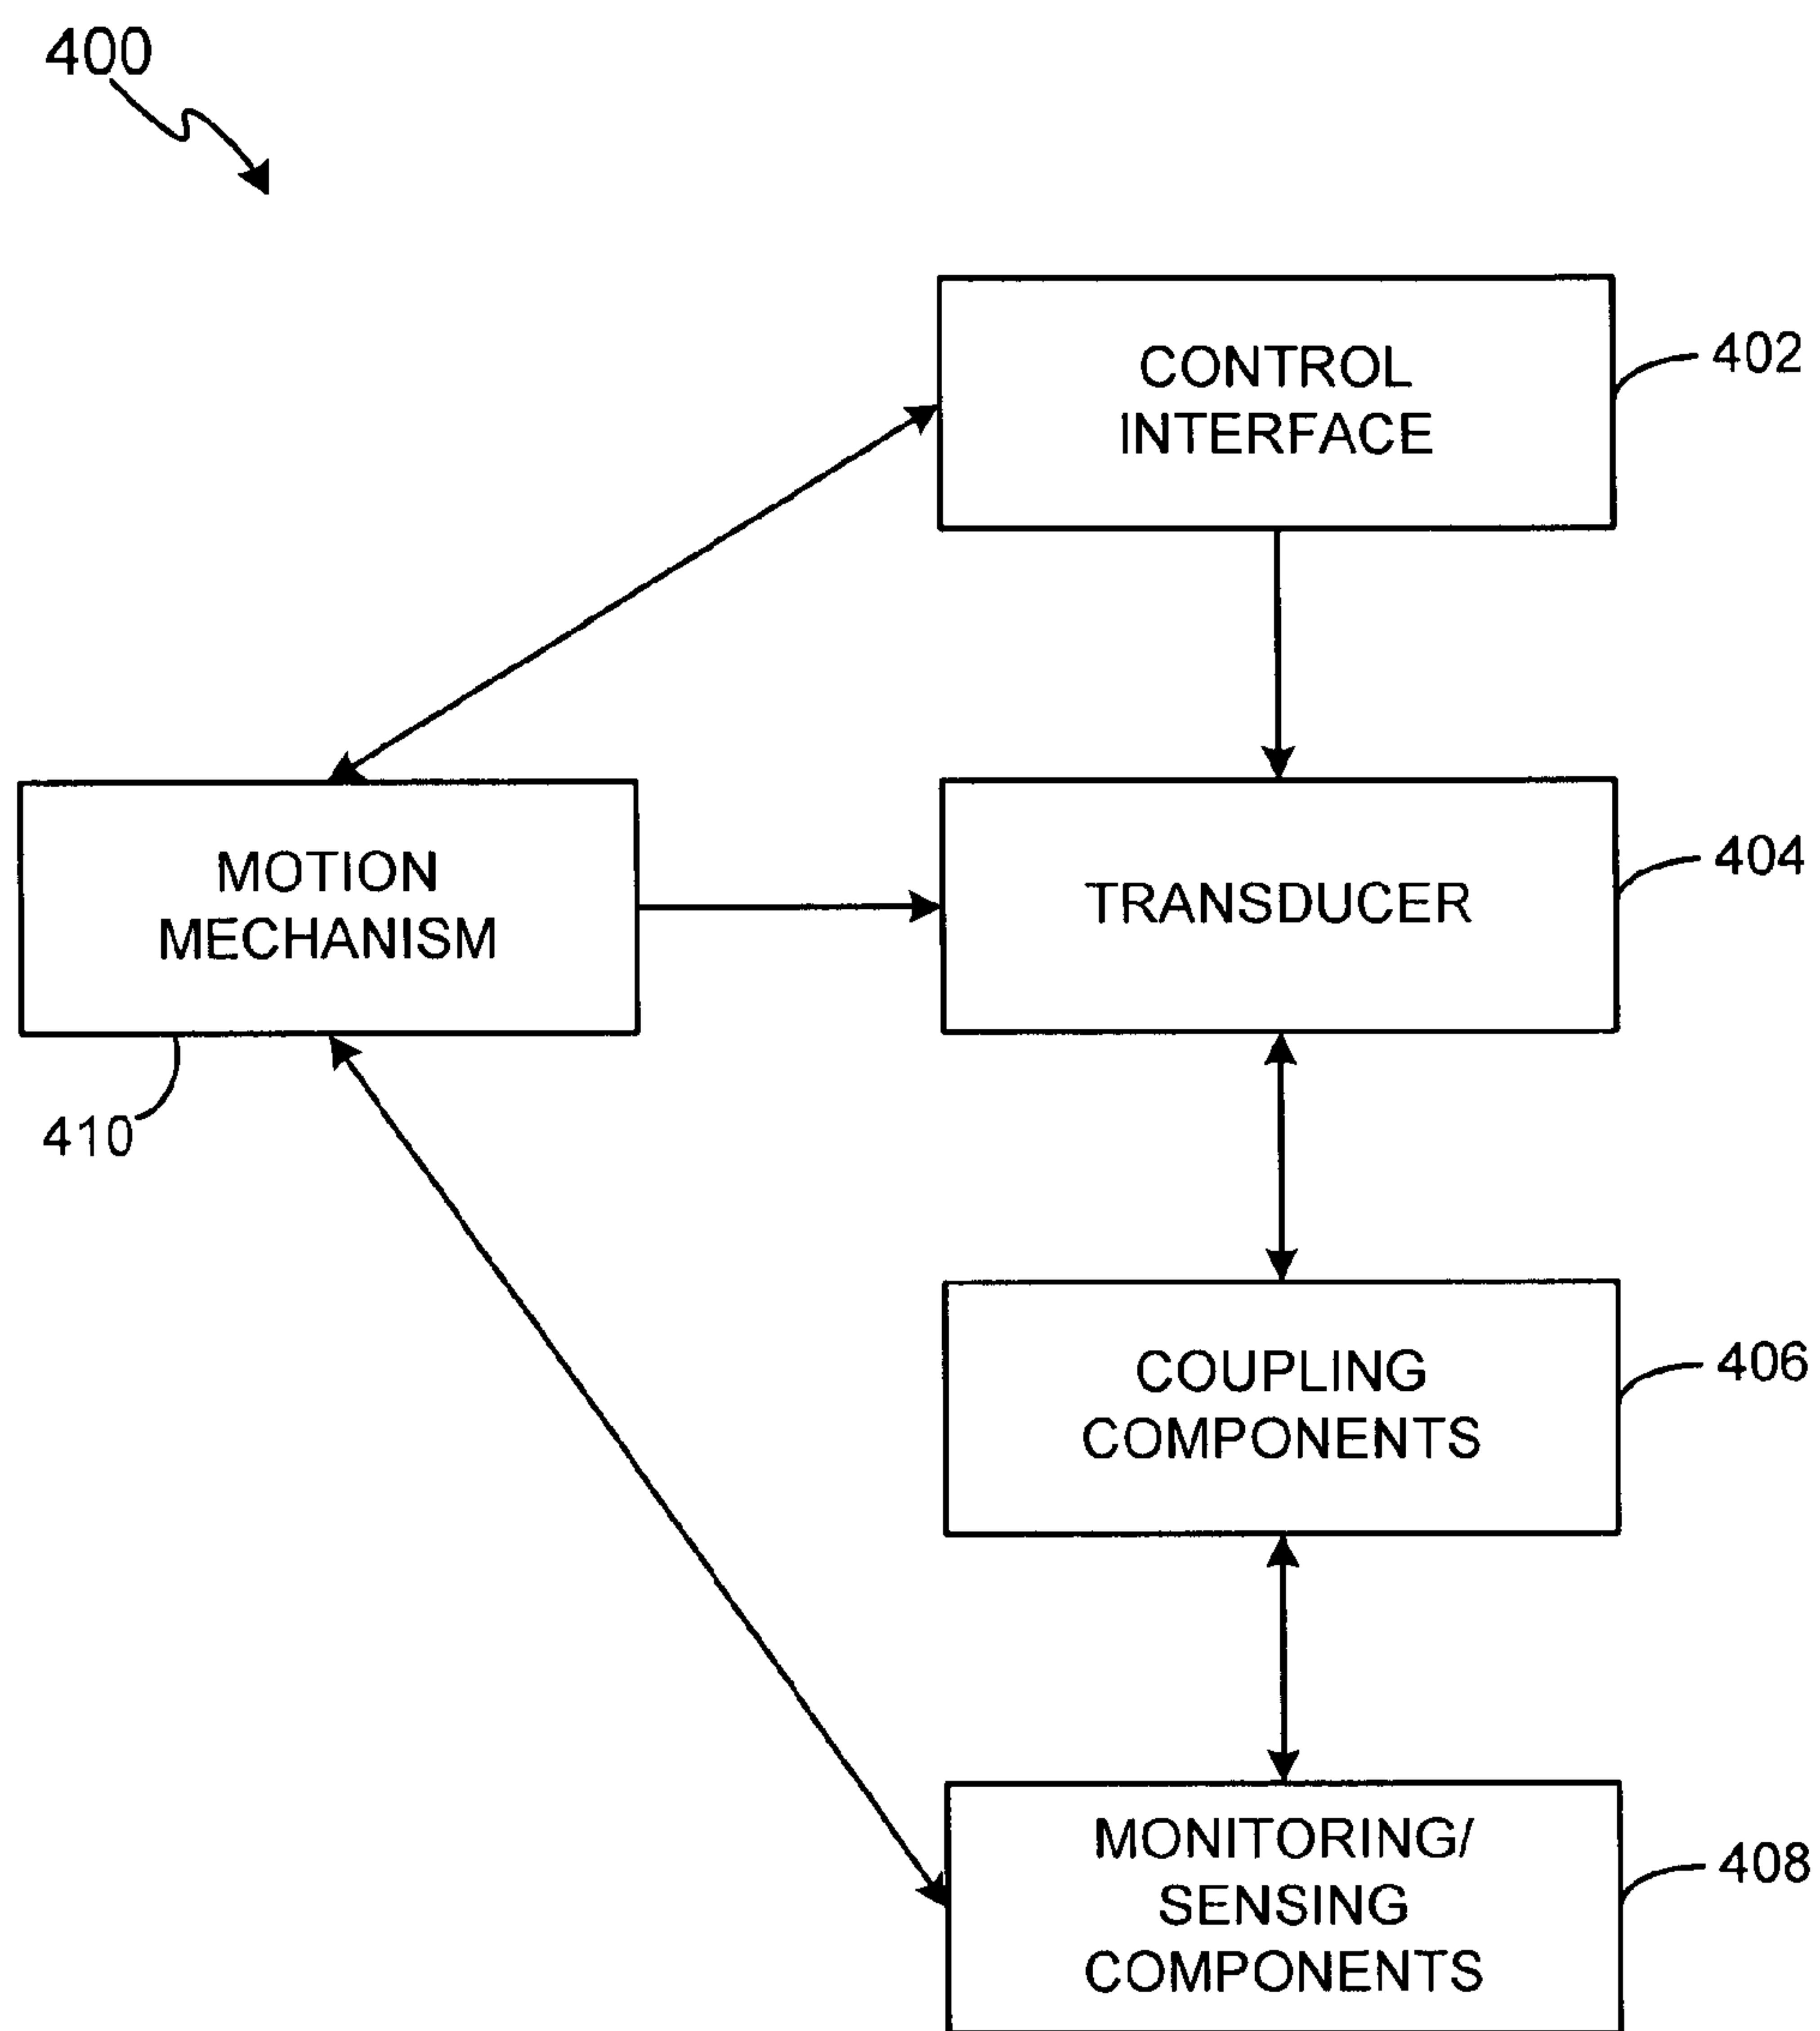 400
CONTROL
INTERFACE
402
MOTION
MECHANISM
410
TRANSDUCER
404
COUPLING
COMPONENTS
406
MONITORING/
SENSING
COMPONENTS
408